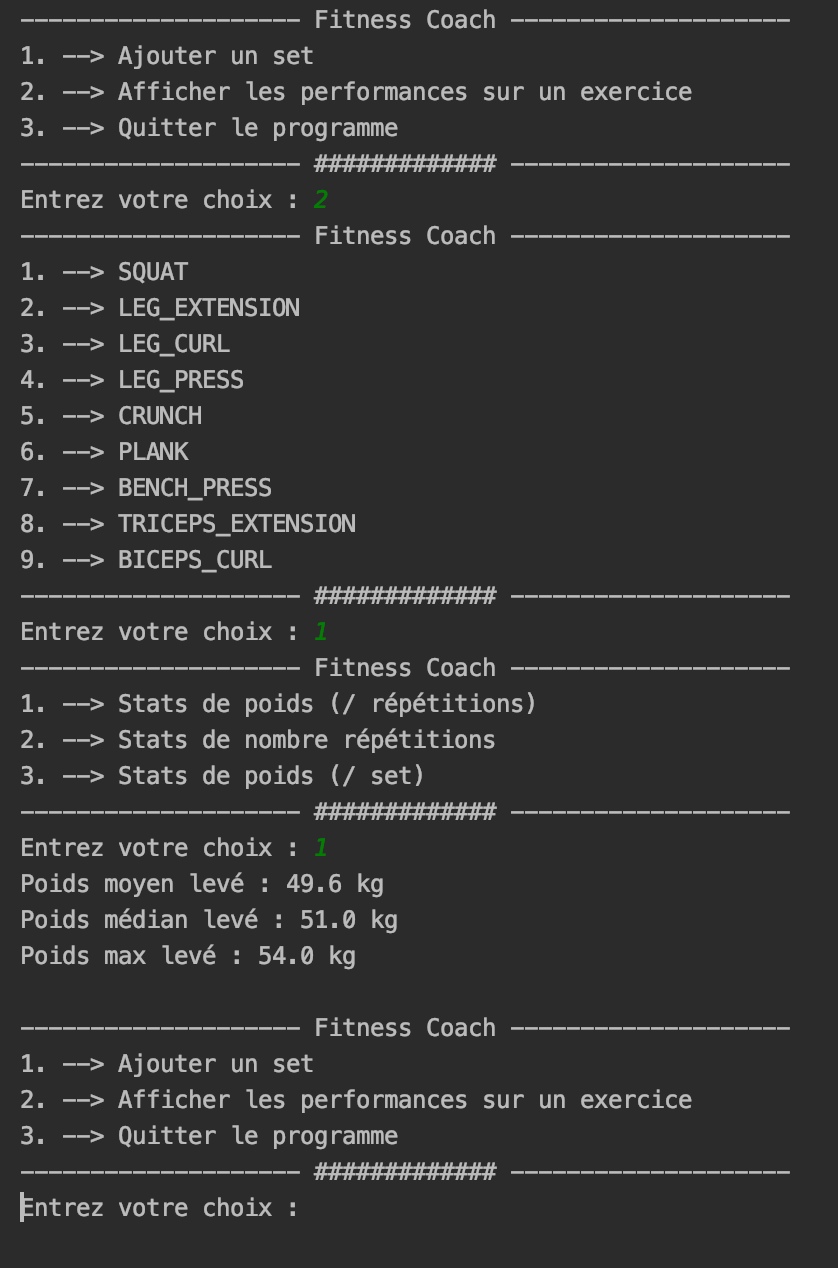 -------------------- Fitness Coach --------------------
1. --> Ajouter un set
2. --> Afficher les performances sur un exercice
3. --> Quitter le programme
-------------------- ############# --------------------
Entrez votre choix : 2
-------------------- Fitness Coach --------------------
1. --> SQUAT
2. --> LEG_EXTENSION
3. --> LEG_CURL
4. --> LEG_PRESS
5. --> CRUNCH
6. --> PLANK
7. --> BENCH_PRESS
8. --> TRICEPS_EXTENSION
9. --> BICEPS_CURL
-------------------- ############# --------------------
Entrez votre choix : 1
-------------------- Fitness Coach --------------------
1. --> Stats de poids (/ répétitions)
2. --> Stats de nombre répétitions
3. --> Stats de poids (/ set)
-------------------- ############# --------------------
Entrez votre choix : 1
Poids moyen levé : 49.6 kg
Poids médian levé : 51.0 kg
Poids max levé : 54.0 kg

-------------------- Fitness Coach --------------------
1. --> Ajouter un set
2. --> Afficher les performances sur un exercice
3. --> Quitter le programme
-------------------- ############# --------------------
Entrez votre choix :